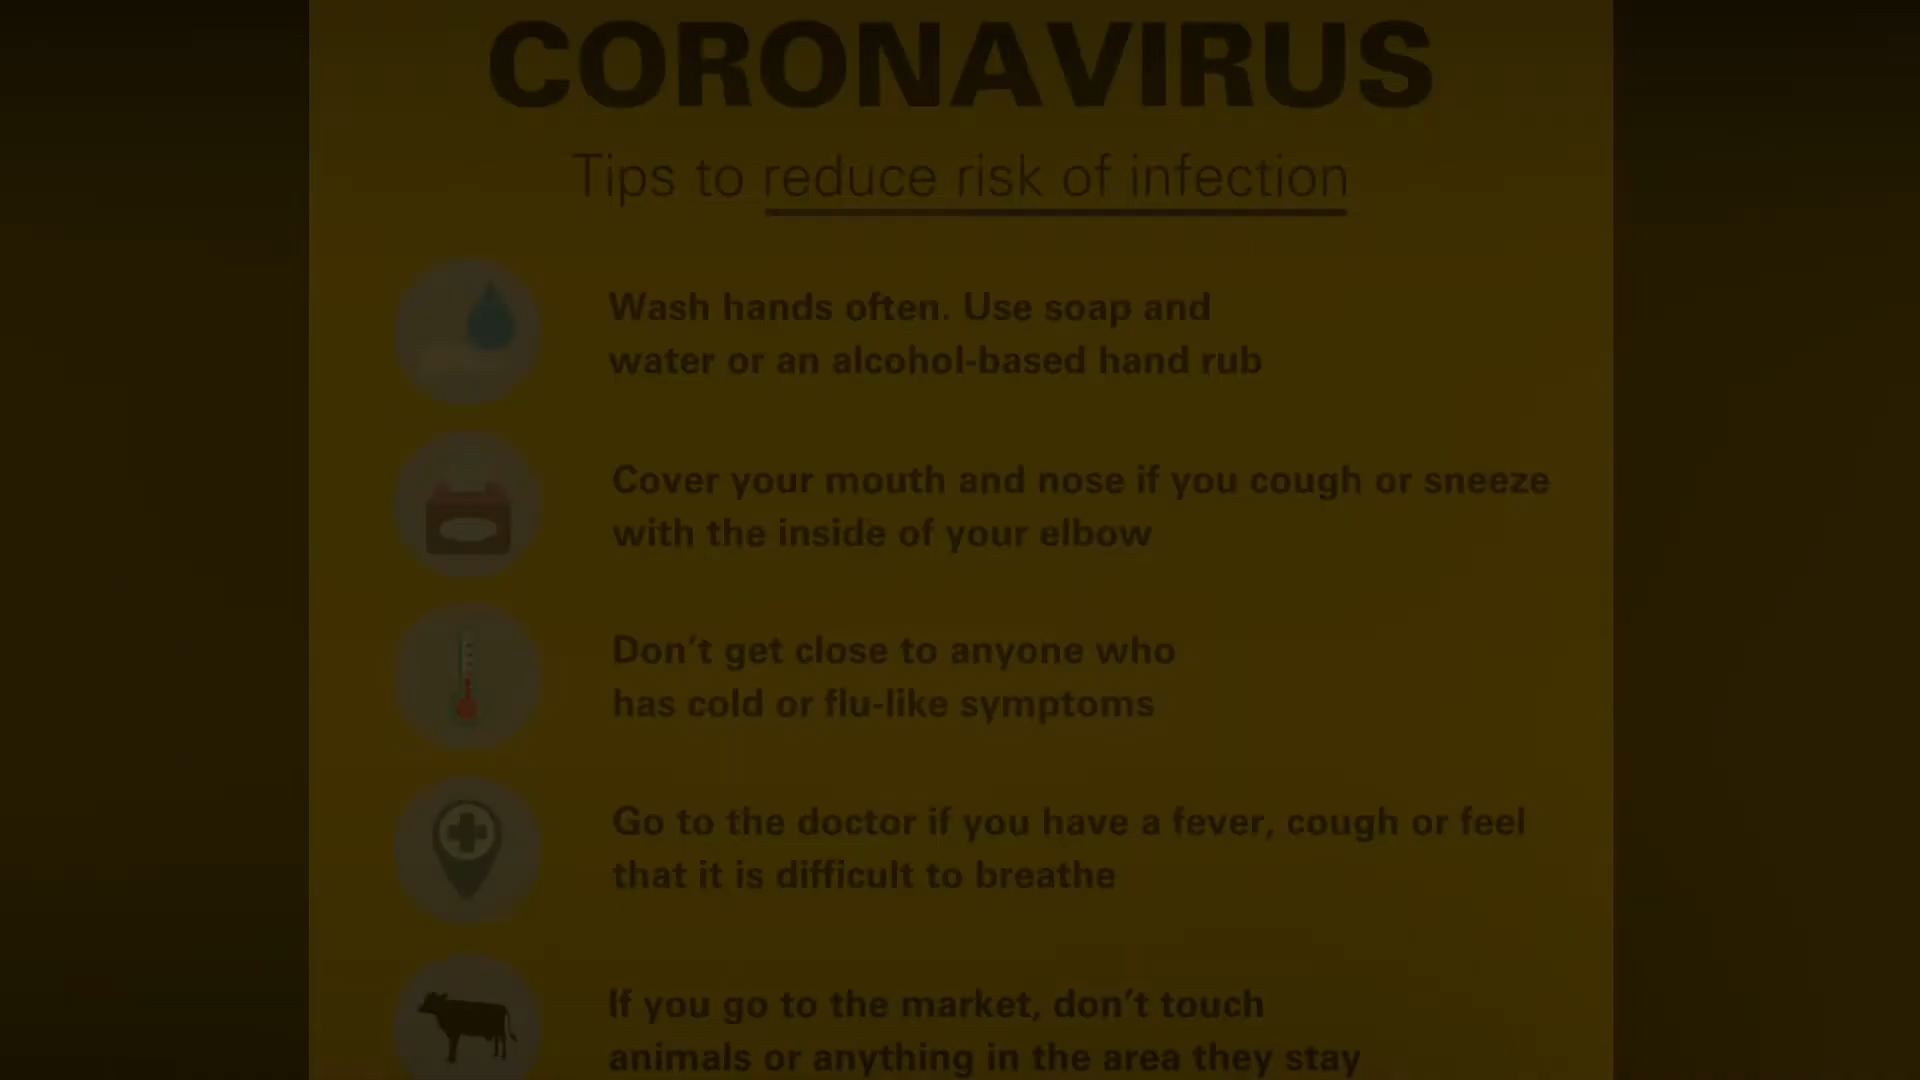 CORONAVIRUS
Tips to reduce risk of infection
Wash hands often. Use soap and
water or an alcohol-based hand rub
Cover your mouth and nose if you cough or sneeze
with the inside of your elbow
Don't get close to anyone who
has cold or flu-like symptoms
Go to the doctor if you have a fever, cough or feel
that it is difficult to breathe
If you go to the market, don't touch
animals or anything in the area they stay